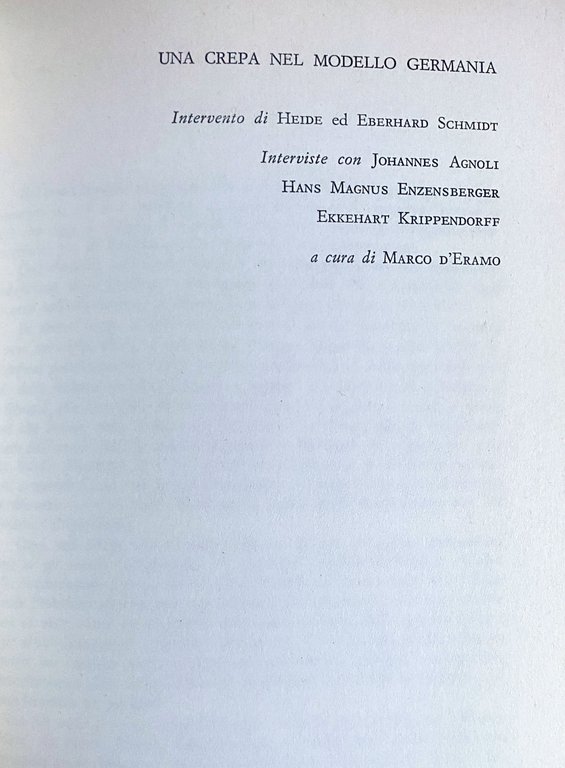 UNA CREPA NEL MODELLO GERMANIA
Intervento di HEIDE ed EBERHARD SCHMIDT
Interviste con JOHANNES AGNOLI
HANS MAGNUS ENZENSBERGER
EKKEHART KRIPPENDORFF
a cura di MARCO D'ERAMO